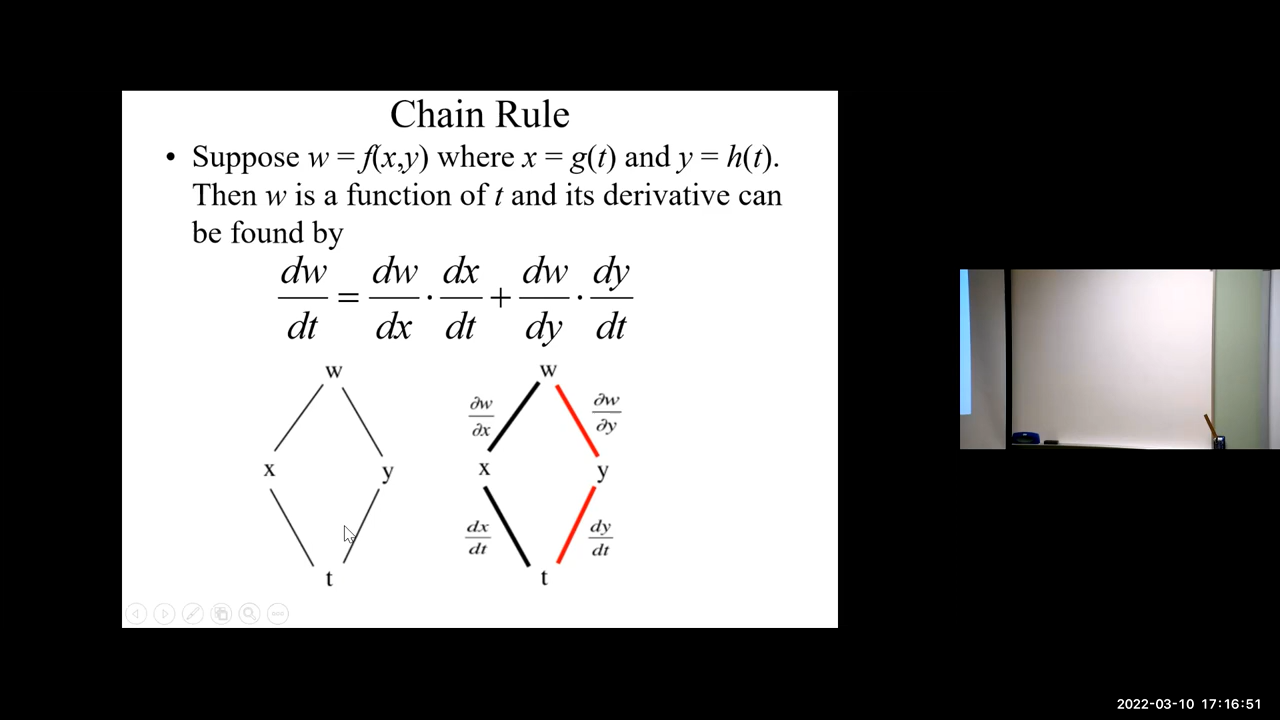 Chain Rule
• Suppose w = f(x,y) where x = g(t) and y = h(t).
Then w is a function of t and its derivative can
be found by
dw/dt = dw/dx · dx/dt + dw/dy · dy/dt
w
x
y
t
w
∂w/∂x
∂w/∂y
x
y
dx/dt
dy/dt
t
2022-03-10 17:16:51